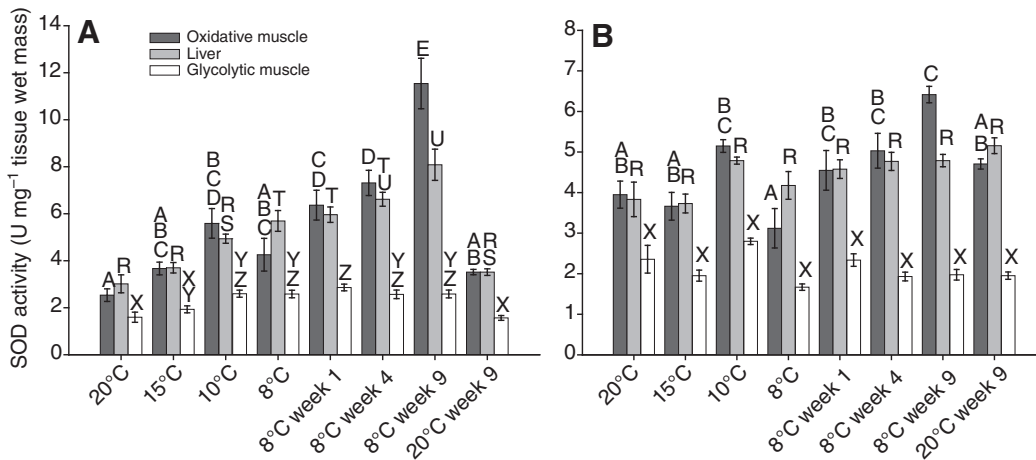 A
Oxidative muscle
Liver
Glycolytic muscle
SOD activity (U mg⁻¹ tissue wet mass)
14
12
10
8
6
4
2
0
A R X
A B C R X Y
B C D R S Y Z
A B C T Y Z
C D T Z
D T U Y Z
E U Y Z
A B R S X
20°C
15°C
10°C
8°C
8°C week 1
8°C week 4
8°C week 9
20°C week 9
B
8
7
6
5
4
3
2
1
0
A B R X
A B R X
B C R X
A R X
B C R X
B C R X
C R X
A B R X
20°C
15°C
10°C
8°C
8°C week 1
8°C week 4
8°C week 9
20°C week 9